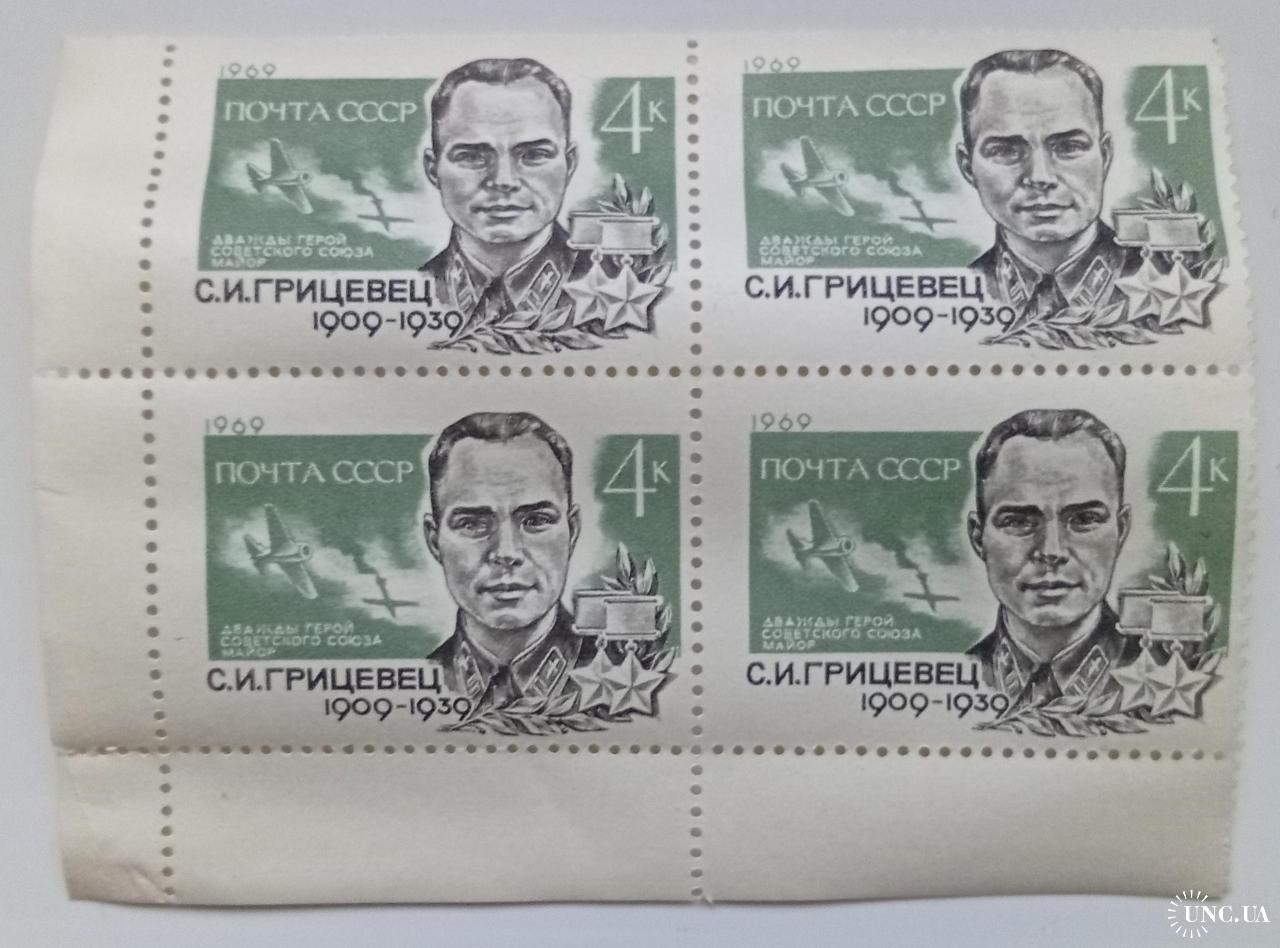 1969
ПОЧТА СССР
4к
ДВАЖДЫ ГЕРОЙ
СОВЕТСКОГО СОЮЗА
МАЙОР
С.И.ГРИЦЕВЕЦ
1909-1939
1969
ПОЧТА СССР
4к
ДВАЖДЫ ГЕРОЙ
СОВЕТСКОГО СОЮЗА
МАЙОР
С.И.ГРИЦЕВЕЦ
1909-1939
1969
ПОЧТА СССР
4к
ДВАЖДЫ ГЕРОЙ
СОВЕТСКОГО СОЮЗА
МАЙОР
С.И.ГРИЦЕВЕЦ
1909-1939
1969
ПОЧТА СССР
4к
ДВАЖДЫ ГЕРОЙ
СОВЕТСКОГО СОЮЗА
МАЙОР
С.И.ГРИЦЕВЕЦ
1909-1939
UNC.UA